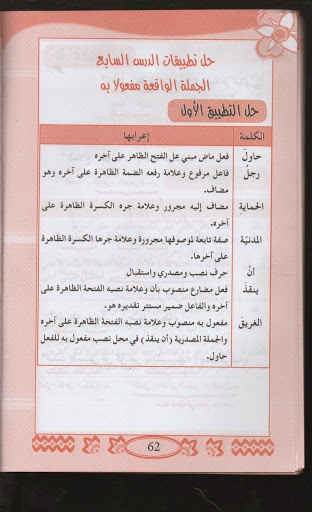 حل تطبيقات الدرس السابع
الجملة الواقعة مفعولا به
حل التطبيق الأول
الكلمة إعرابها
حاولَ فعل ماض مبني عل الفتح الظاهر على آخره
رجلُ فاعل مرفوع وعلامة رفعه الضمة الظاهرة على آخره وهو
مضاف.
الحماية مضاف إليه مجرور وعلامة جره الكسرة الظاهرة على
آخره.
المدنيّة صفة تابعة لموصوفها مجرورة وعلامة جرها الكسرة الظاهرة
على آخرها.
أنْ حرف نصب ومصدري واستقبال
ينقذَ فعل مضارع منصوب بأن وعلامة نصبه الفتحة الظاهرة على
آخره والفاعل ضمير مستتر تقديره هو.
الغريقَ مفعول به منصوب وعلامة نصبه الفتحة الظاهرة على آخره
والجملة المصدرية (أن ينقذ) في محل نصب مفعول به للفعل
حاول.
62